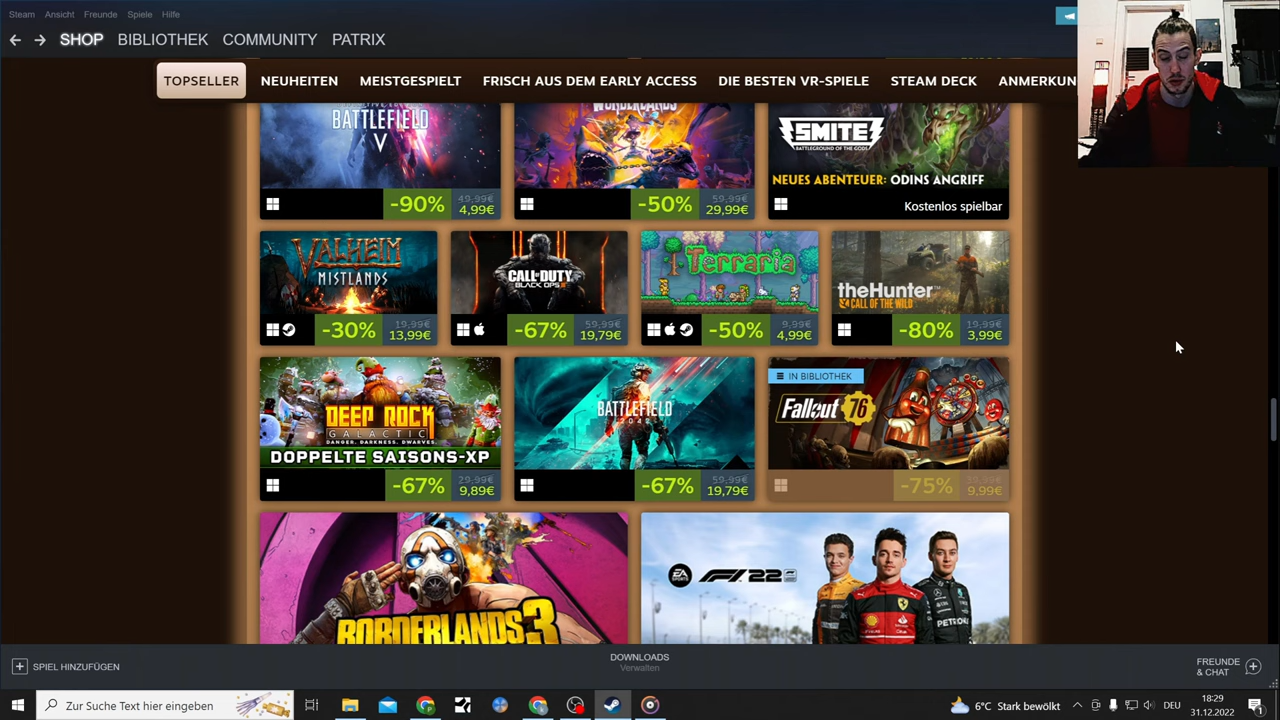 Steam Ansicht Freunde Spiele Hilfe
SHOP BIBLIOTHEK COMMUNITY PATRIX
TOPSELLER NEUHEITEN MEISTGESPIELT FRISCH AUS DEM EARLY ACCESS DIE BESTEN VR-SPIELE STEAM DECK ANMERKUN
BATTLEFIELD
V
-90% 49,99€ 4,99€
WONDERLANDS
-50% 59,99€ 29,99€
SMITE
BATTLEGROUND OF THE GODS
NEUES ABENTEUER: ODINS ANGRIFF
Kostenlos spielbar
VALHEIM
MISTLANDS
-30% 19,99€ 13,99€
CALL OF DUTY
BLACK OPS III
-67% 59,99€ 19,79€
Terraria
-50% 9,99€ 4,99€
theHunter
CALL OF THE WILD
-80% 19,99€ 3,99€
DEEP ROCK
GALACTIC
DANGER. DARKNESS. DWARVES.
DOPPELTE SAISONS-XP
-67% 29,99€ 9,89€
BATTLEFIELD
2042
-67% 59,99€ 19,79€
IN BIBLIOTHEK
Fallout 76
-75% 39,99€ 9,99€
BORDERLANDS 3
EA SPORTS F1 22
SPIEL HINZUFÜGEN
DOWNLOADS
Verwalten
FREUNDE
& CHAT
Zur Suche Text hier eingeben
6°C Stark bewölkt
DEU
18:29
31.12.2022